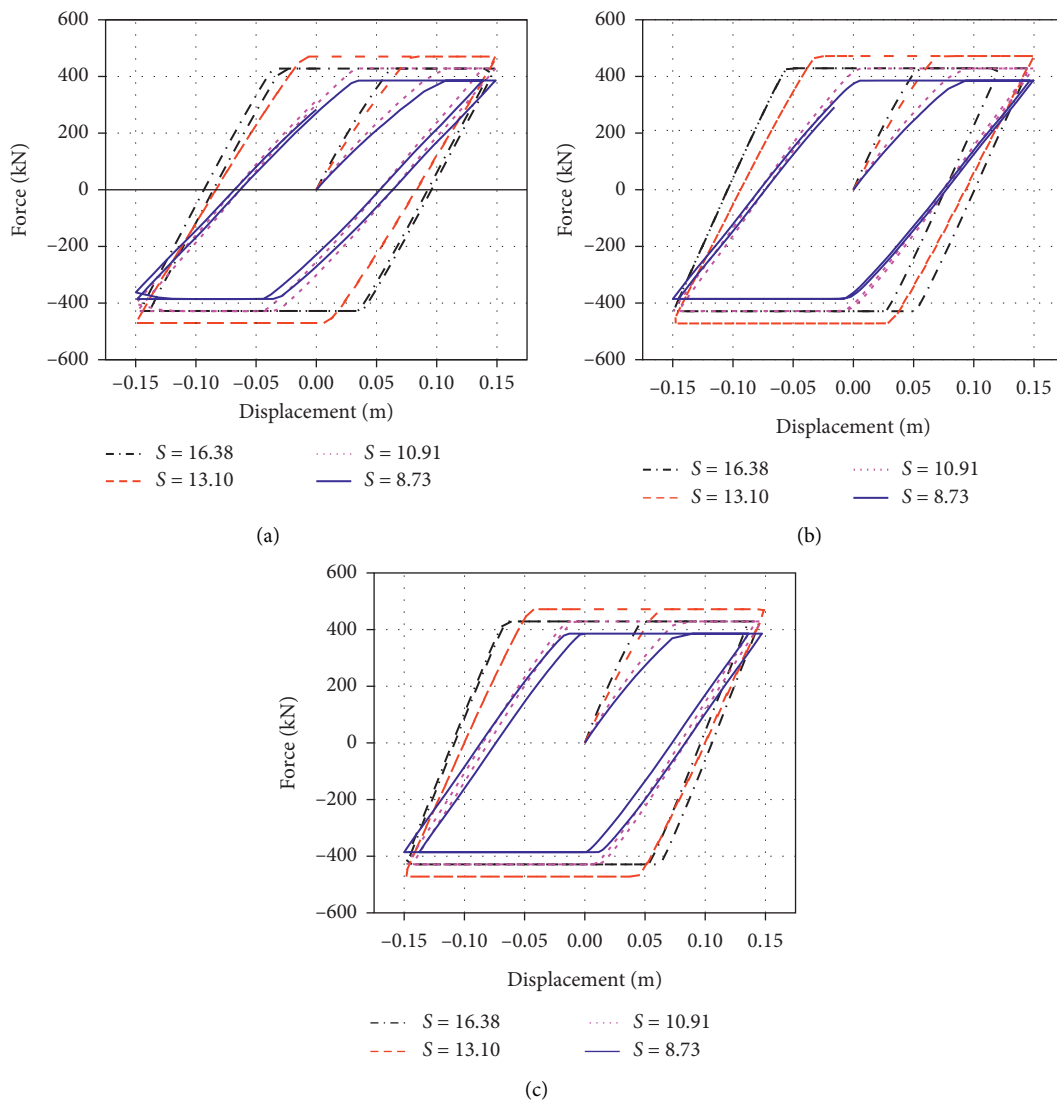 600
400
200
0
−200
−400
−600
Force (kN)
−0.15 −0.10 −0.05 0.00 0.05 0.10 0.15
Displacement (m)
S = 16.38 S = 10.91
S = 13.10 S = 8.73
(a)
600
400
200
0
−200
−400
−600
Force (kN)
−0.15 −0.10 −0.05 0.00 0.05 0.10 0.15
Displacement (m)
S = 16.38 S = 10.91
S = 13.10 S = 8.73
(b)
600
400
200
0
−200
−400
−600
Force (kN)
−0.15 −0.10 −0.05 0.00 0.05 0.10 0.15
Displacement (m)
S = 16.38 S = 10.91
S = 13.10 S = 8.73
(c)